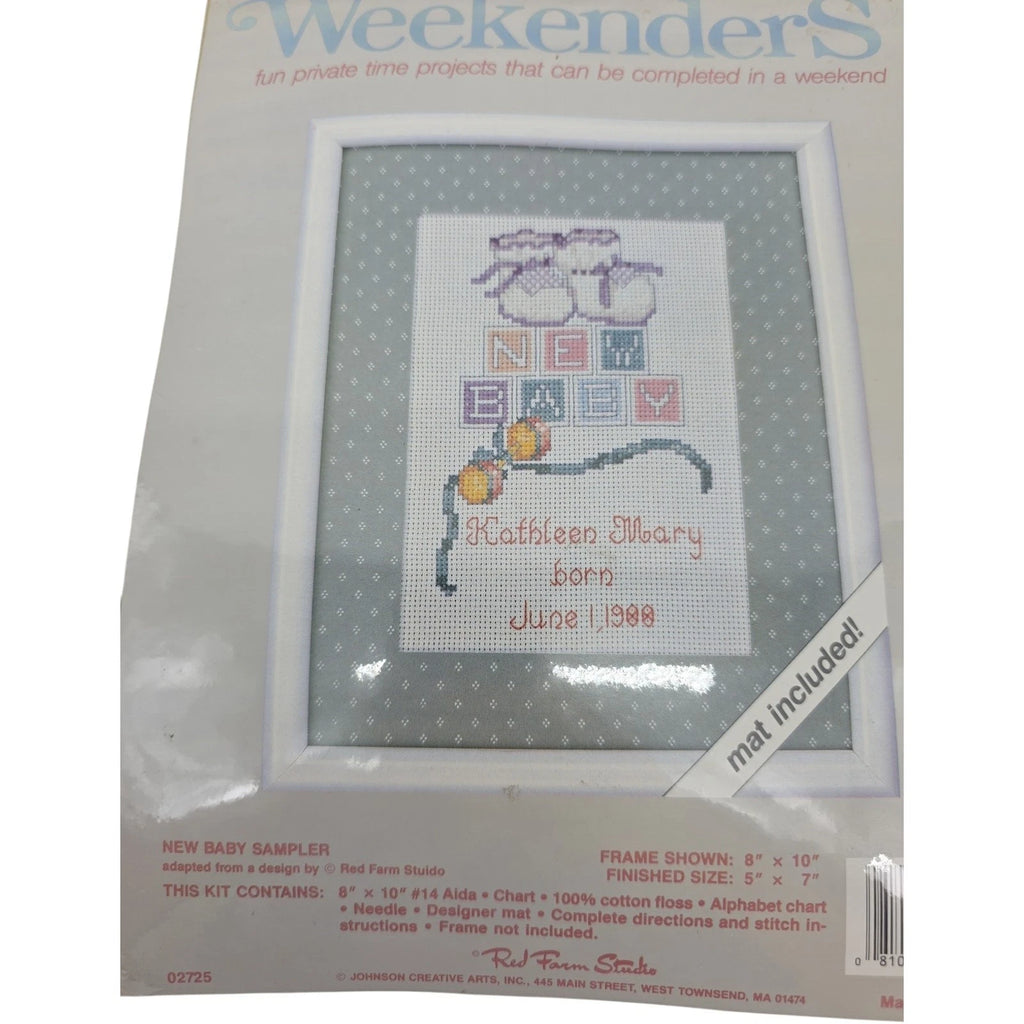 WeekenderS
fun private time projects that can be completed in a weekend
NEW
BABY
Kathleen Mary
born
June 1, 1900
mat included!
NEW BABY SAMPLER
adapted from a design by © Red Farm Stuido
FRAME SHOWN: 8" × 10"
FINISHED SIZE: 5" × 7"
THIS KIT CONTAINS: 8" × 10" #14 Aida • Chart • 100% cotton floss • Alphabet chart
• Needle • Designer mat • Complete directions and stitch in-
structions • Frame not included.
© Red Farm Studio
02725
© JOHNSON CREATIVE ARTS, INC., 445 MAIN STREET, WEST TOWNSEND, MA 01474
0 810
Ma